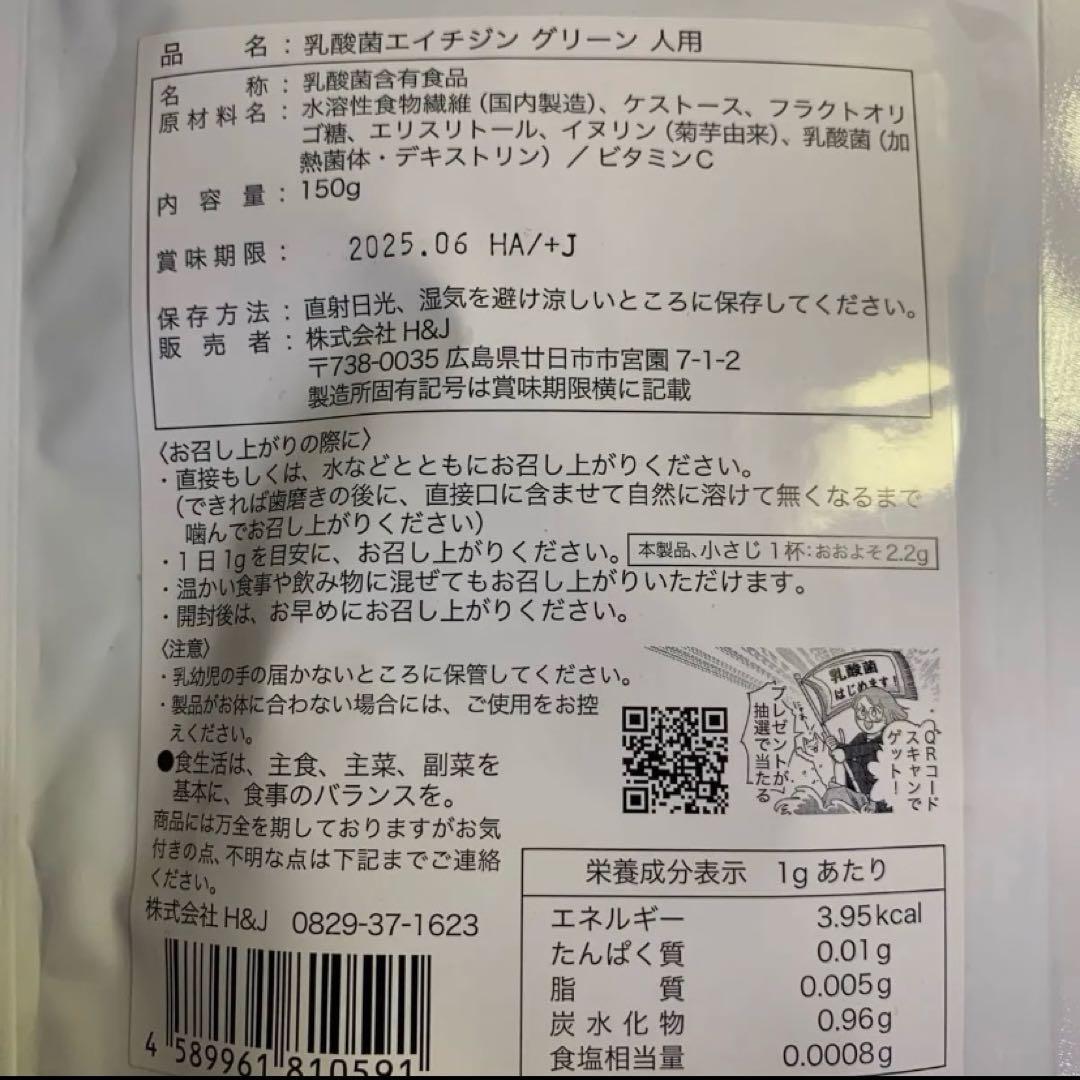 品名：乳酸菌エイチジン グリーン 人用
名称：乳酸菌含有食品
原材料名：水溶性食物繊維（国内製造）、ケストース、フラクトオリ
ゴ糖、エリスリトール、イヌリン（菊芋由来）、乳酸菌（加
熱菌体・デキストリン）／ビタミンC
内容量：150g
賞味期限： 2025.06 HA/+J
保存方法：直射日光、湿気を避け涼しいところに保存してください。
販売者：株式会社 H&J
〒738-0035 広島県廿日市市宮園 7-1-2
製造所固有記号は賞味期限横に記載
〈お召し上がりの際に〉
・直接もしくは、水などとともにお召し上がりください。
（できれば歯磨きの後に、直接口に含ませて自然に溶けて無くなるまで
噛んでお召し上がりください）
・1日1gを目安に、お召し上がりください。 本製品、小さじ1杯：おおよそ2.2g
・温かい食事や飲み物に混ぜてもお召し上がりいただけます。
・開封後は、お早めにお召し上がりください。
〈注意〉
・乳幼児の手の届かないところに保管してください。
・製品がお体に合わない場合には、ご使用をお控
えください。
●食生活は、主食、主菜、副菜を
基本に、食事のバランスを。
商品には万全を期しておりますがお気
付きの点、不明な点は下記までご連絡
ください。
株式会社 H&J 0829-37-1623
4 589961 810591
乳酸菌
はじめます！
QRコード
スキャンで
ゲット！
プレゼントが
抽選で当たる
栄養成分表示 1gあたり
エネルギー 3.95kcal
たんぱく質 0.01g
脂質 0.005g
炭水化物 0.96g
食塩相当量 0.0008g